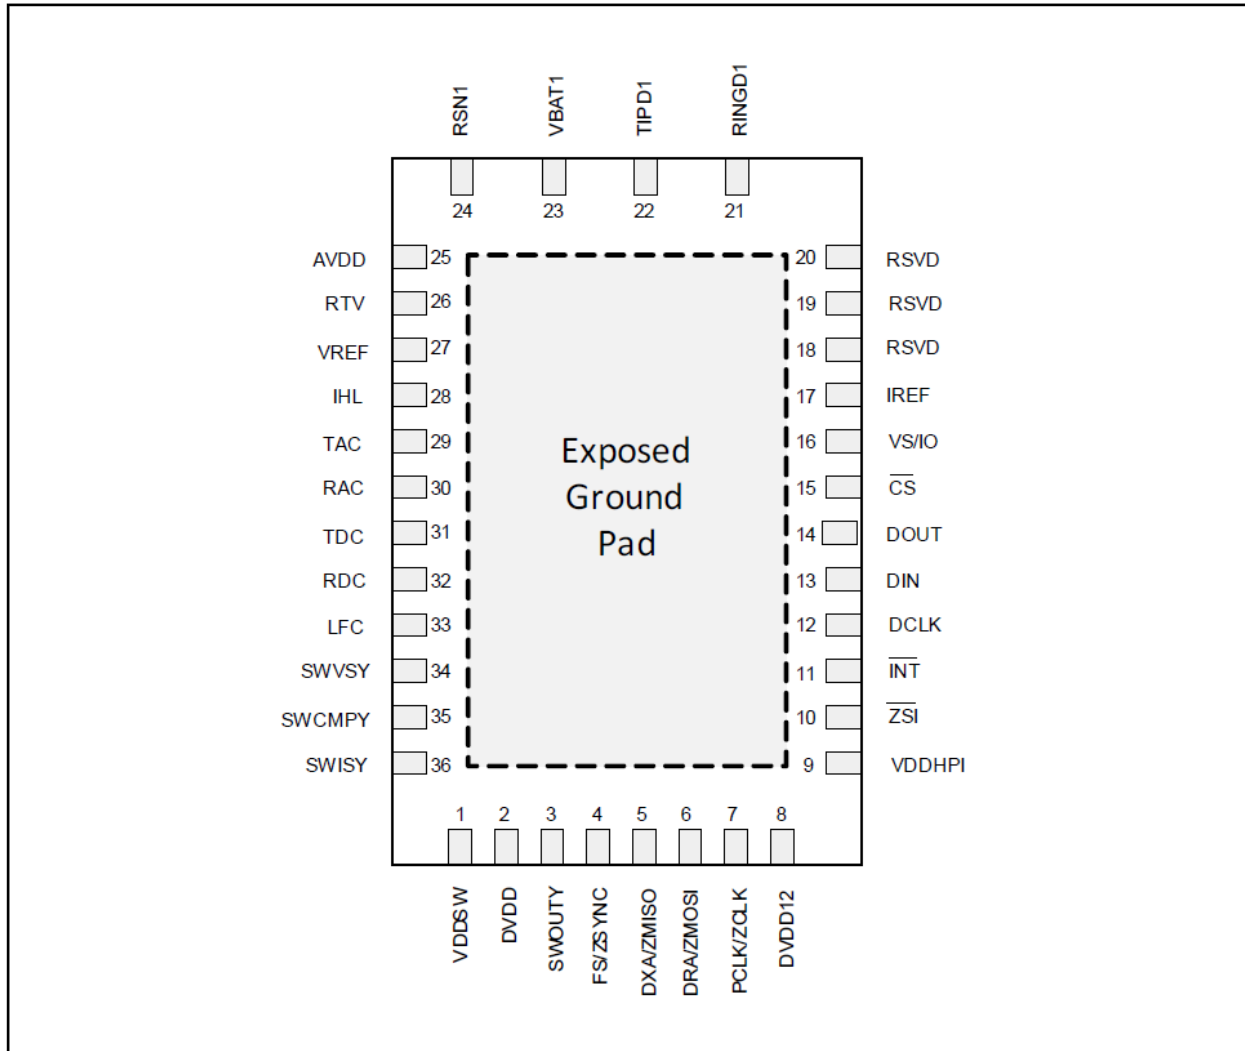 RSN1
VBAT1
TIPD1
RINGD1
24
23
22
21
AVDD 25
20 RSVD
RTV 26
19 RSVD
VREF 27
18 RSVD
IHL 28
17 IREF
TAC 29
16 VS/IO
RAC 30
15 C̅S̅
TDC 31
14 DOUT
RDC 32
13 DIN
LFC 33
12 DCLK
SWVSY 34
11 I̅N̅T̅
SWCMPY 35
10 Z̅S̅I̅
SWISY 36
9 VDDHPI
Exposed
Ground
Pad
1
2
3
4
5
6
7
8
VDDSW
DVDD
SWOUTY
FS/ZSYNC
DXA/ZMISO
DRA/ZMOSI
PCLK/ZCLK
DVDD12